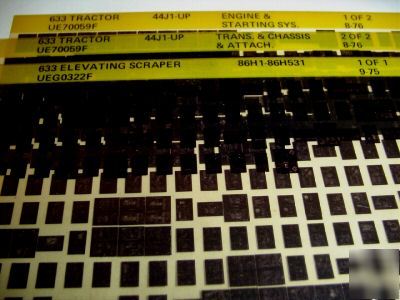 633 TRACTOR 44J1-UP ENGINE & 1 OF 2
UE70059F STARTING SYS. 8-76
633 TRACTOR 44J1-UP TRANS. & CHASSIS 2 OF 2
UE70059F & ATTACH. 8-76
633 ELEVATING SCRAPER 86H1-86H531 1 OF 1
UEG0322F 9-75